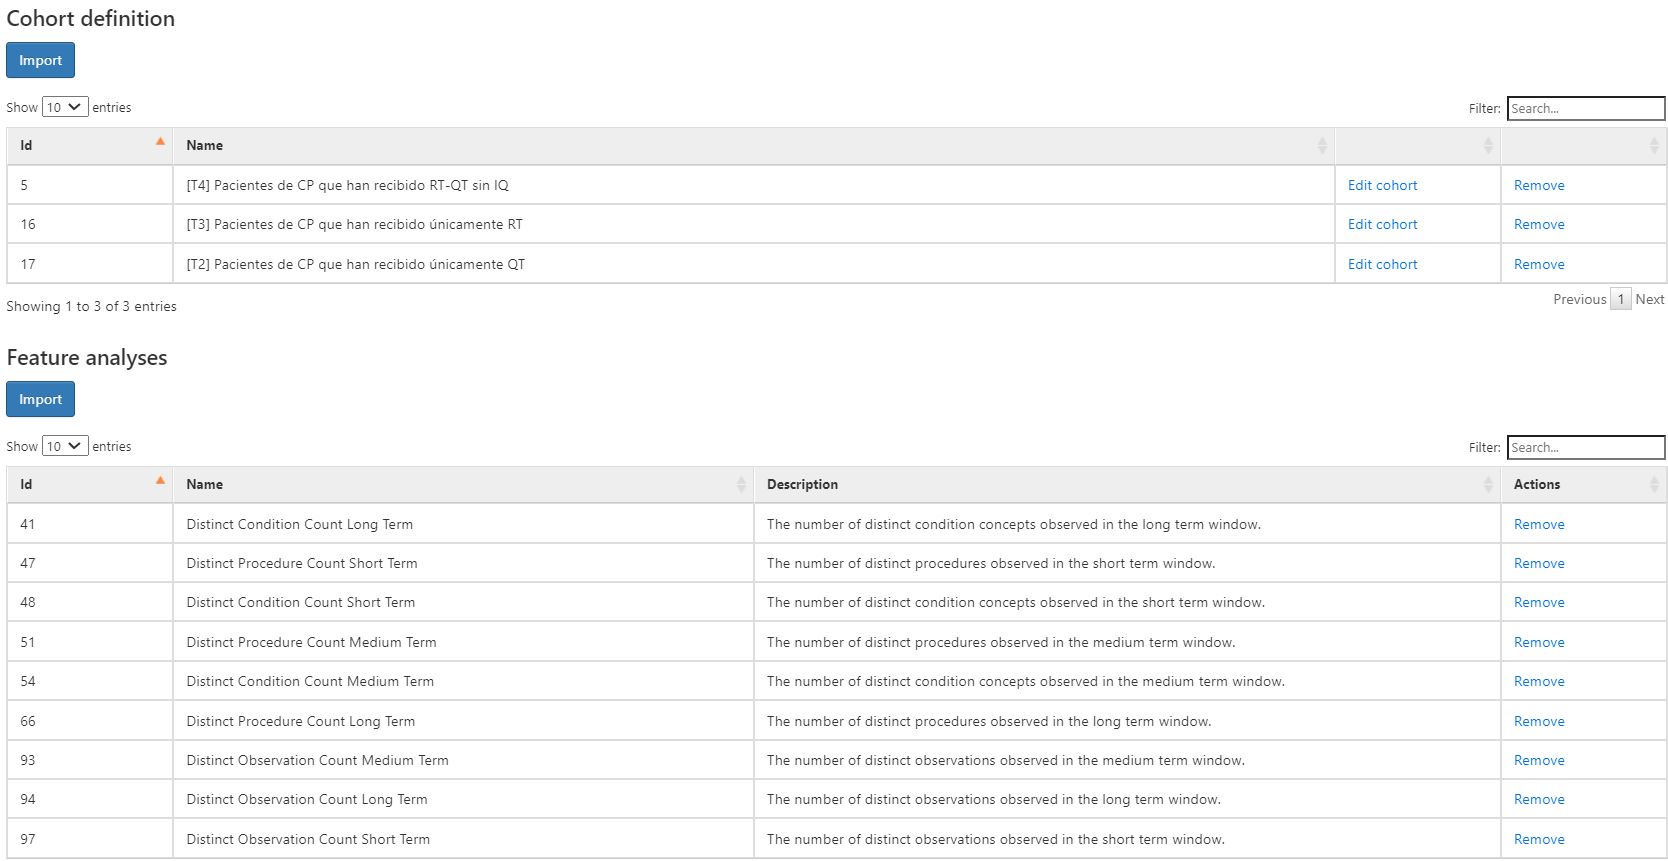 Cohort definition
Import
Show 10 entries Filter: Search...
Id Name
5 [T4] Pacientes de CP que han recibido RT-QT sin IQ Edit cohort Remove
16 [T3] Pacientes de CP que han recibido únicamente RT Edit cohort Remove
17 [T2] Pacientes de CP que han recibido únicamente QT Edit cohort Remove
Showing 1 to 3 of 3 entries Previous 1 Next
Feature analyses
Import
Show 10 entries Filter: Search...
Id Name Description Actions
41 Distinct Condition Count Long Term The number of distinct condition concepts observed in the long term window. Remove
47 Distinct Procedure Count Short Term The number of distinct procedures observed in the short term window. Remove
48 Distinct Condition Count Short Term The number of distinct condition concepts observed in the short term window. Remove
51 Distinct Procedure Count Medium Term The number of distinct procedures observed in the medium term window. Remove
54 Distinct Condition Count Medium Term The number of distinct condition concepts observed in the medium term window. Remove
66 Distinct Procedure Count Long Term The number of distinct procedures observed in the long term window. Remove
93 Distinct Observation Count Medium Term The number of distinct observations observed in the medium term window. Remove
94 Distinct Observation Count Long Term The number of distinct observations observed in the long term window. Remove
97 Distinct Observation Count Short Term The number of distinct observations observed in the short term window. Remove